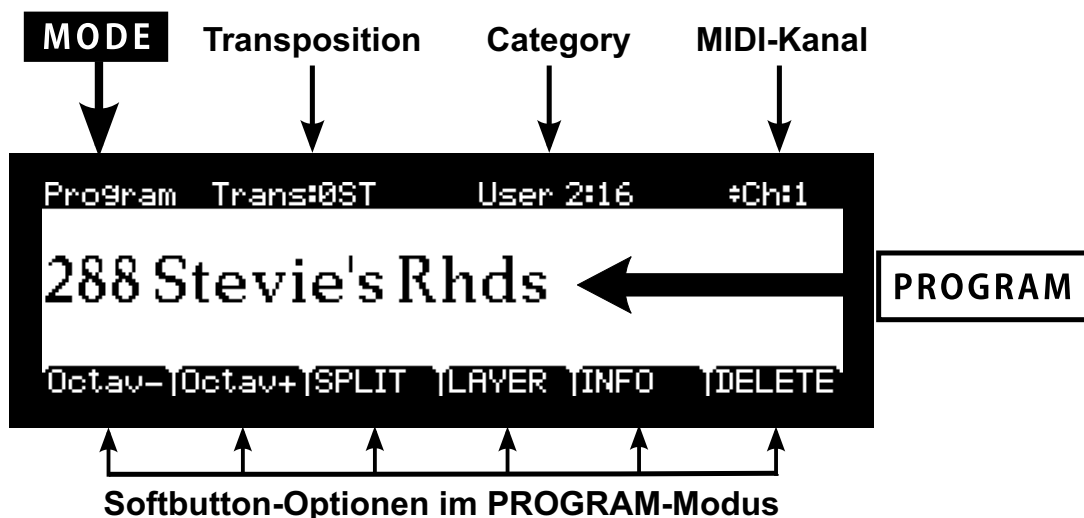 MODE Transposition Category MIDI-Kanal
Program Trans:0ST User 2:16 Ch:1
288 Stevie's Rhds
PROGRAM
Octav- Octav+ SPLIT LAYER INFO DELETE
Softbutton-Optionen im PROGRAM-Modus